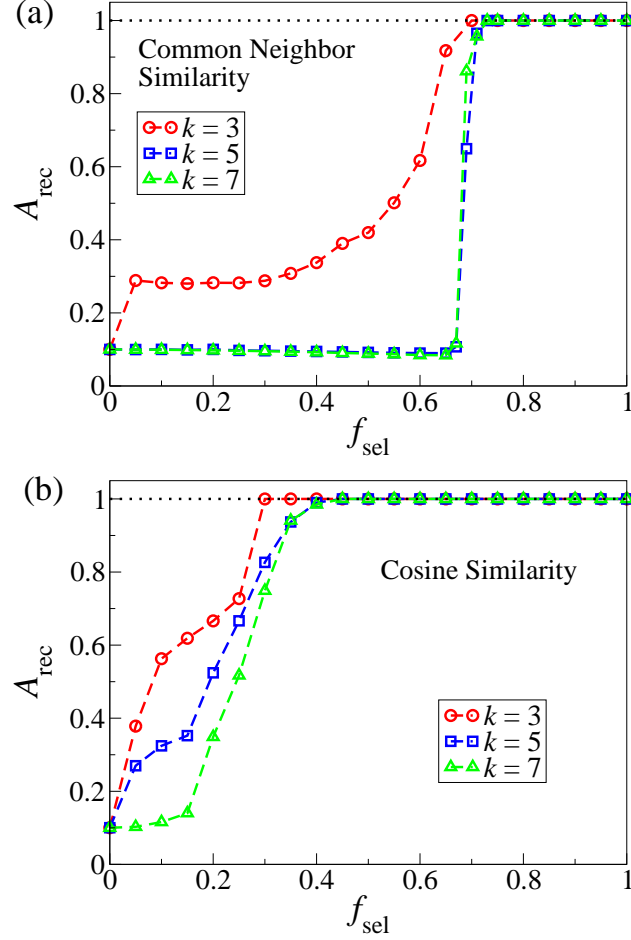 (a)
Common Neighbor
Similarity
k = 3
k = 5
k = 7
A_rec
1
0.8
0.6
0.4
0.2
0
0 0.2 0.4 0.6 0.8 1
f_sel
(b)
Cosine Similarity
k = 3
k = 5
k = 7
A_rec
1
0.8
0.6
0.4
0.2
0
0 0.2 0.4 0.6 0.8 1
f_sel